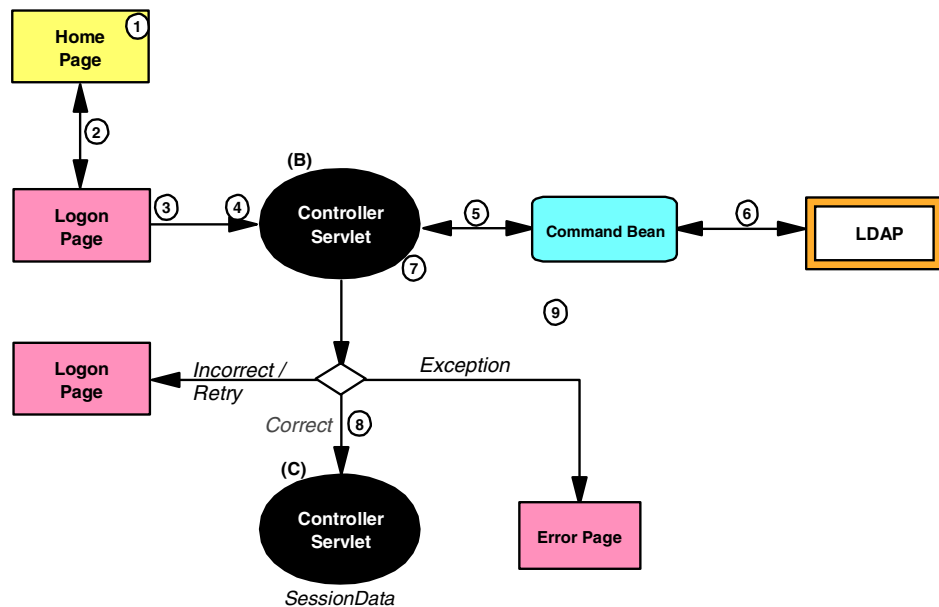 Home
Page
1
2
(B)
Logon
Page
3
4
Controller
Servlet
5
Command Bean
6
LDAP
7
9
Logon
Page
Incorrect /
Retry
Exception
Correct
8
(C)
Controller
Servlet
Error Page
SessionData